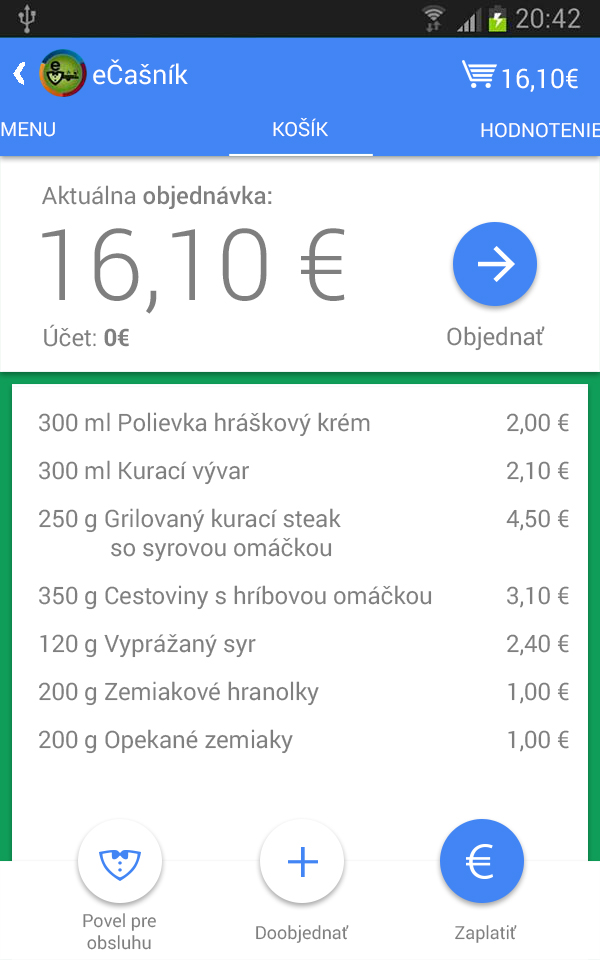 20:42
eČašník
16,10€
MENU
KOŠÍK
HODNOTENIE
Aktuálna objednávka:
16,10 €
Účet: 0€
Objednať
300 ml Polievka hráškový krém 2,00 €
300 ml Kurací vývar 2,10 €
250 g Grilovaný kurací steak 4,50 €
so syrovou omáčkou
350 g Cestoviny s hríbovou omáčkou 3,10 €
120 g Vyprážaný syr 2,40 €
200 g Zemiakové hranolky 1,00 €
200 g Opekané zemiaky 1,00 €
€
Povel pre
obsluhu
Doobjednať
Zaplatiť